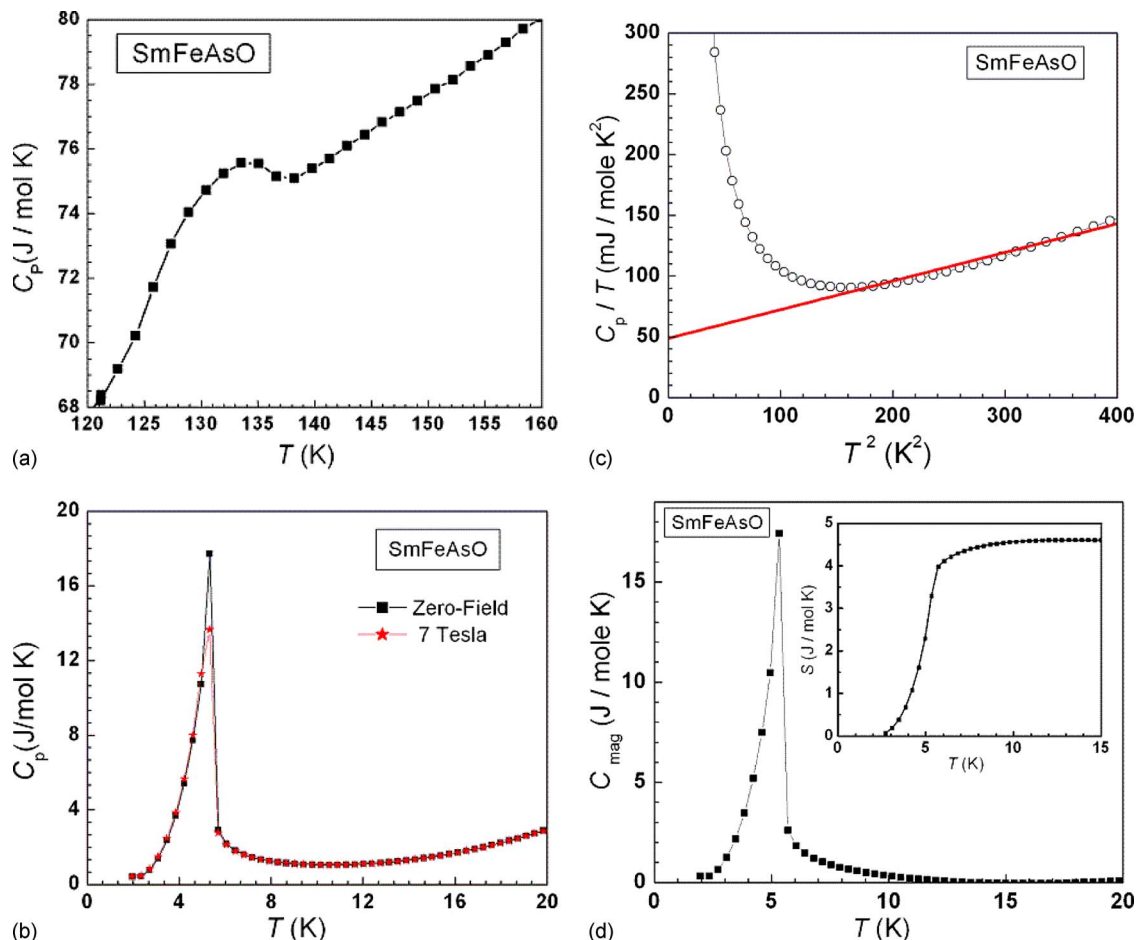 SmFeAsO
C_P(J / mol K)
80
78
76
74
72
70
68
120 125 130 135 140 145 150 155 160
T (K)
(a)
SmFeAsO
C_p / T (mJ / mole K²)
300
250
200
150
100
50
0
0 100 200 300 400
T ² (K²)
(c)
SmFeAsO
Zero-Field
7 Tesla
C_p(J/mol K)
20
16
12
8
4
0
0 4 8 12 16 20
T (K)
(b)
SmFeAsO
C_mag (J / mole K)
15
10
5
0
0 5 10 15 20
T (K)
(d)
S (J / mol K)
5
4
3
2
1
0
0 5 10 15
T (K)